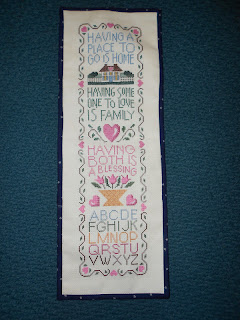 HAVING A
PLACE TO
GO IS HOME
HAVING SOME
ONE TO LOVE
IS FAMILY
HAVING
BOTH IS
A BLESSING
ABCDE
FGHIJK
LMNOP
QRSTU
VWXYZ